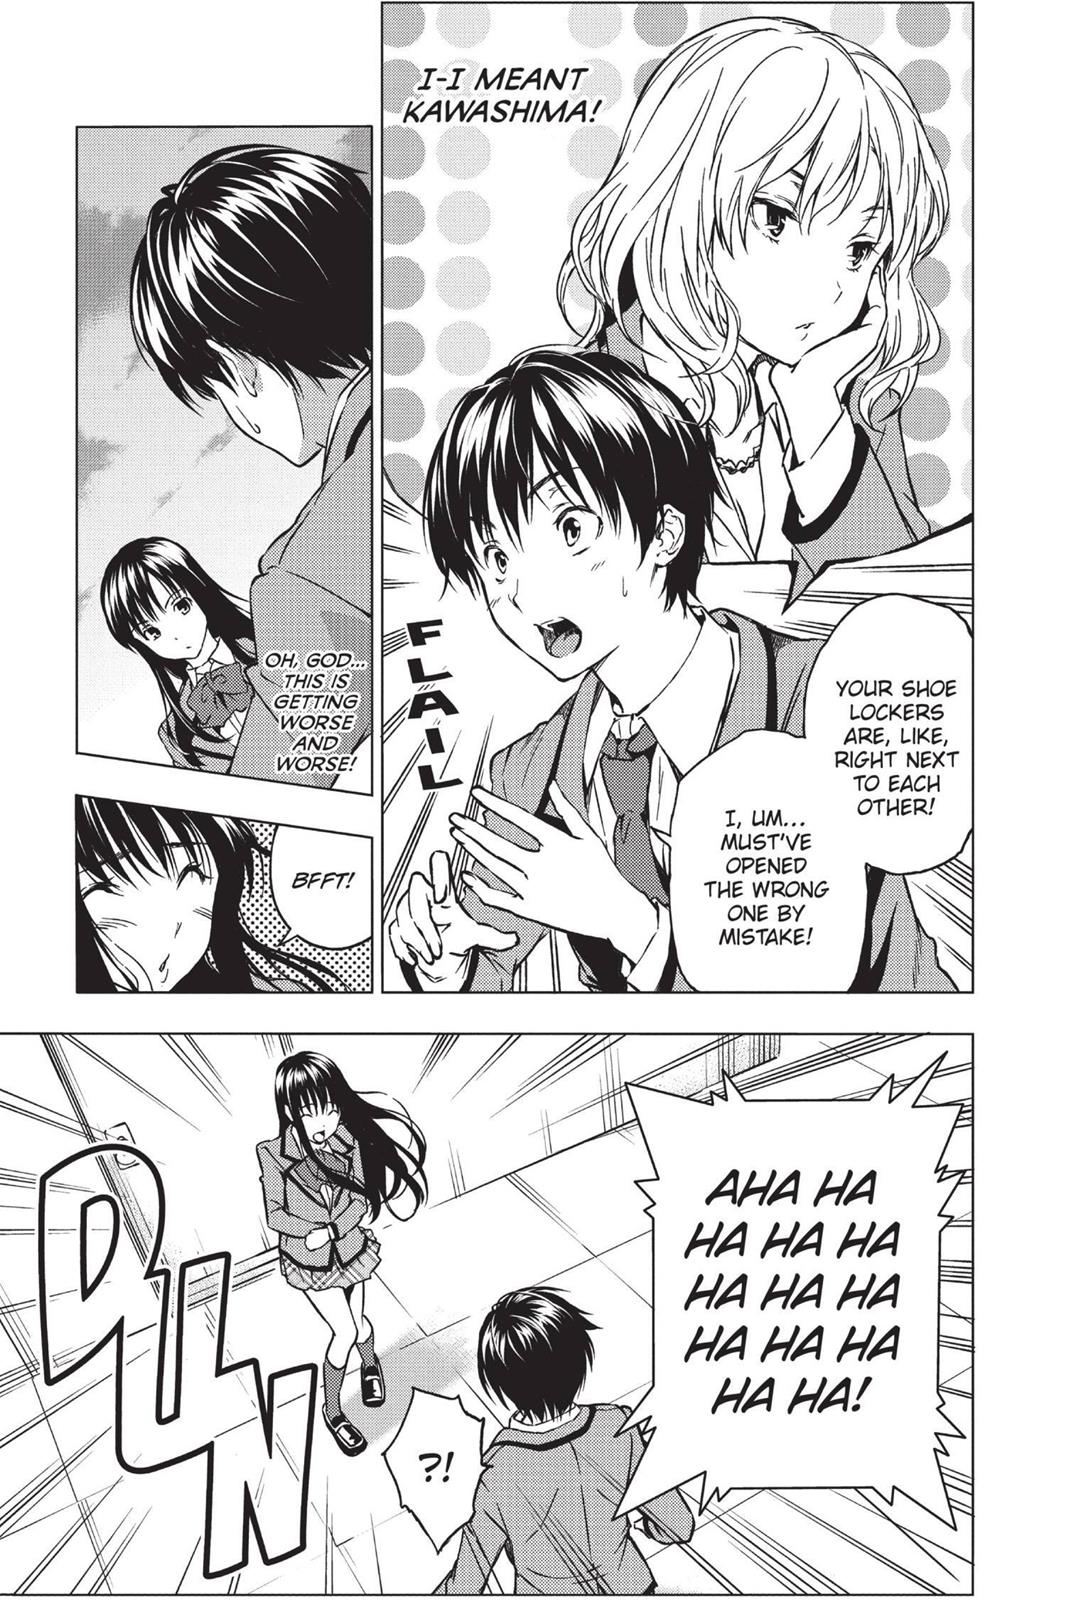 I-I MEANT
KAWASHIMA!
YOUR SHOE
LOCKERS
ARE, LIKE,
RIGHT NEXT
TO EACH
OTHER!
I, UM...
MUST'VE
OPENED
THE WRONG
ONE BY
MISTAKE!
FLAIL
OH, GOD...
THIS IS
GETTING
WORSE
AND
WORSE!
BFFT!
AHA HA
HA HA HA
HA HA HA
HA HA HA
HA HA!
?!
DUN